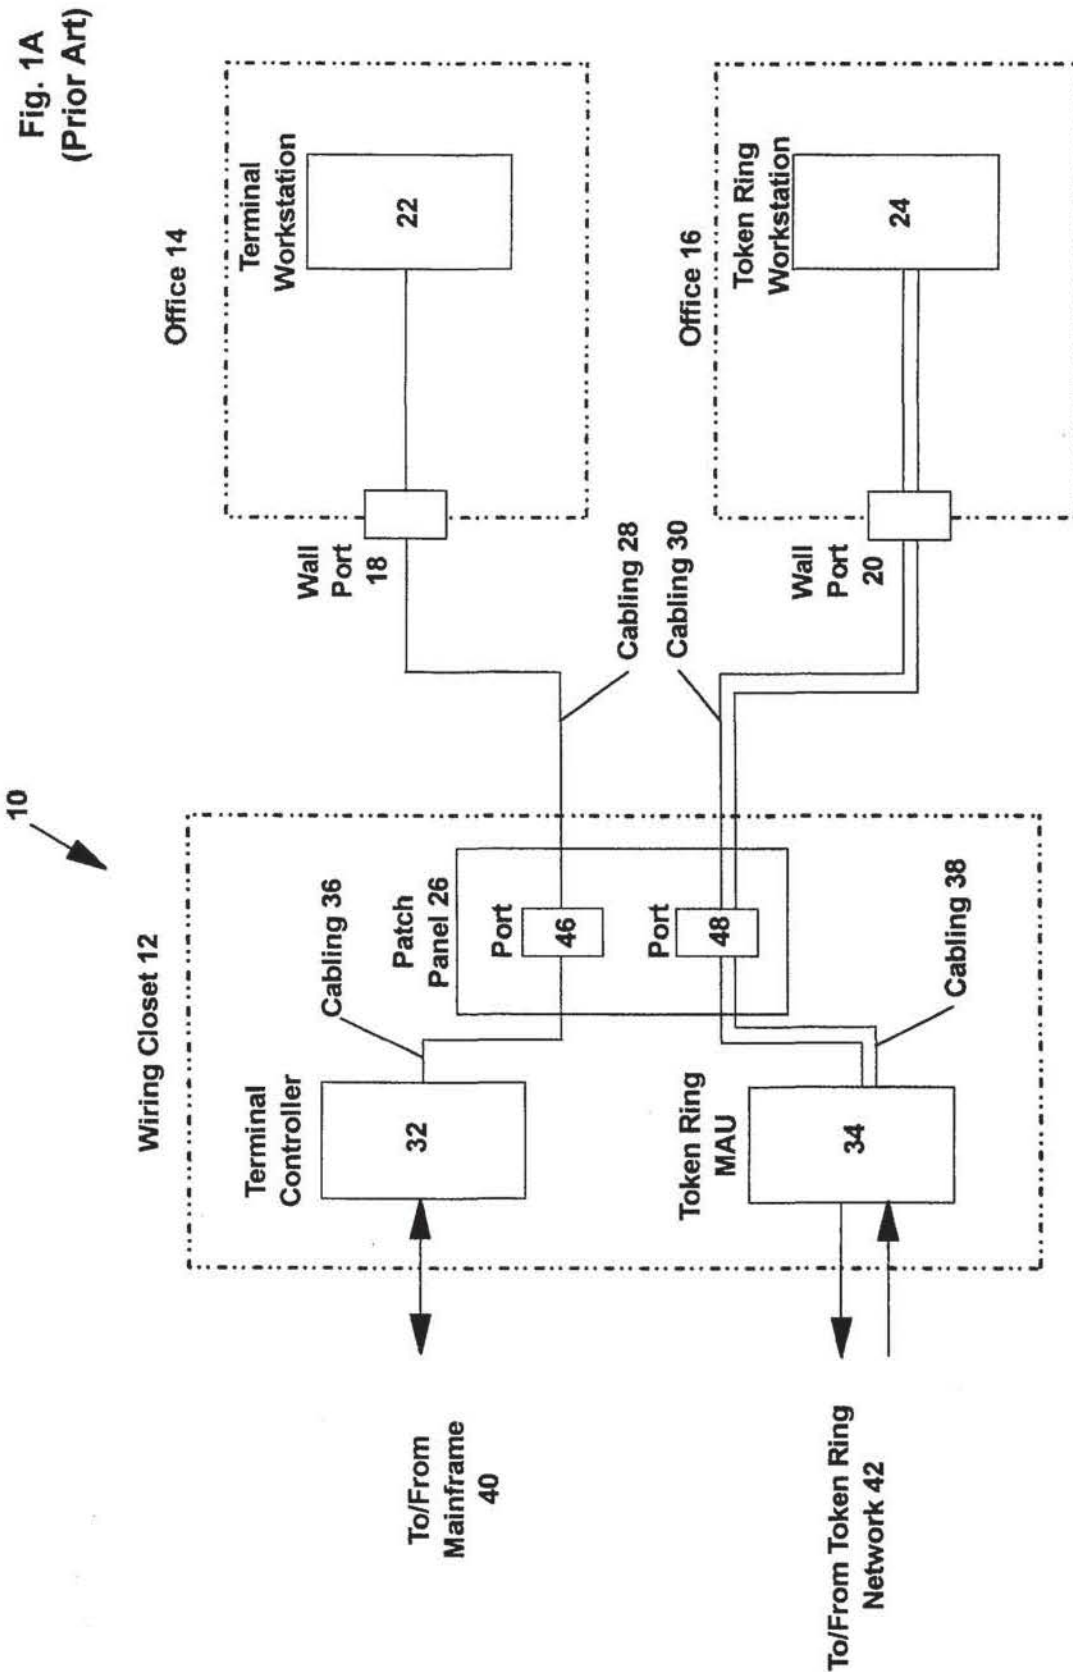 Fig. 1A
(Prior Art)
10
Wiring Closet 12
Office 14
Office 16
Terminal
Workstation
22
Token Ring
Workstation
24
Wall
Port
18
Wall
Port
20
Cabling 28
Cabling 30
Patch
Panel 26
Port
46
Port
48
Cabling 36
Cabling 38
Terminal
Controller
32
Token Ring
MAU
34
To/From
Mainframe
40
To/From Token Ring
Network 42